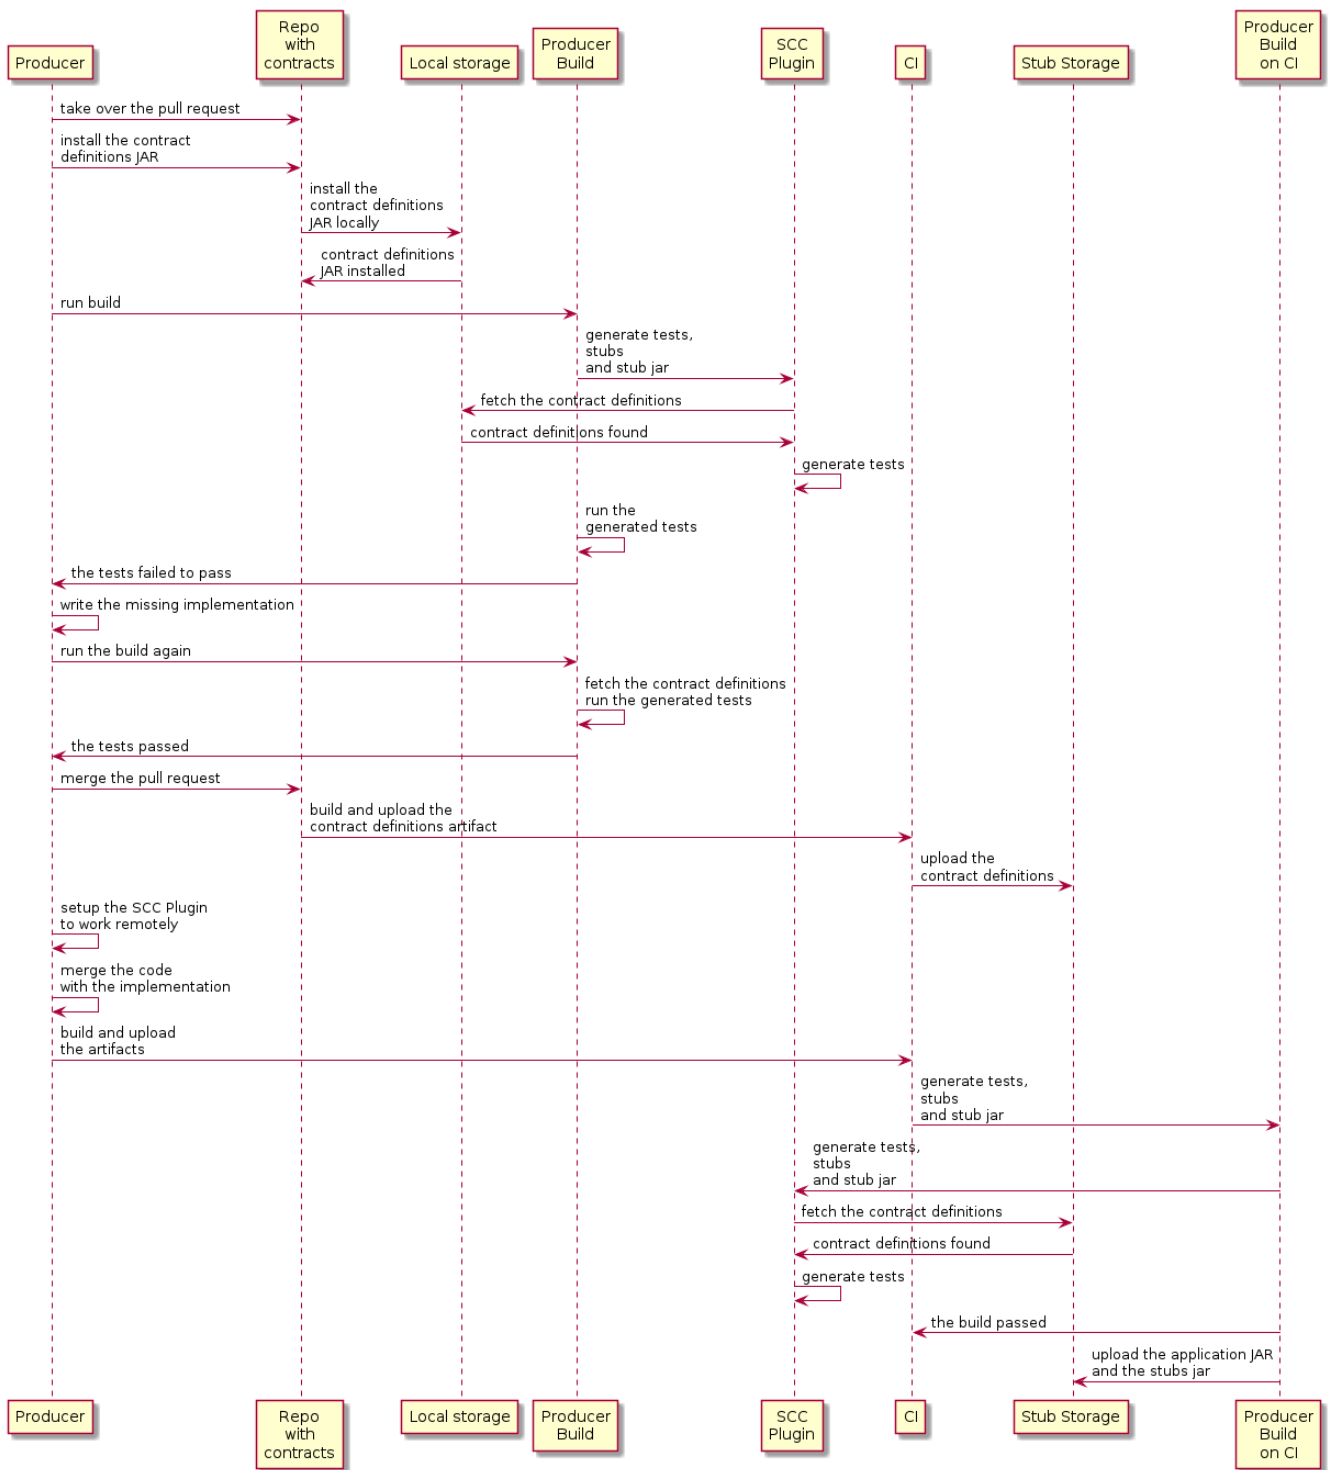 Repo
with
contracts
Producer
Local storage
Producer
Build
SCC
Plugin
CI
Stub Storage
Producer
Build
on CI
take over the pull request
install the contract
definitions JAR
install the
contract definitions
JAR locally
contract definitions
JAR installed
run build
generate tests,
stubs
and stub jar
fetch the contract definitions
contract definitions found
generate tests
run the
generated tests
the tests failed to pass
write the missing implementation
run the build again
fetch the contract definitions
run the generated tests
the tests passed
merge the pull request
build and upload the
contract definitions artifact
upload the
contract definitions
setup the SCC Plugin
to work remotely
merge the code
with the implementation
build and upload
the artifacts
generate tests,
stubs
and stub jar
generate tests,
stubs
and stub jar
fetch the contract definitions
contract definitions found
generate tests
the build passed
upload the application JAR
and the stubs jar
Producer
Repo
with
contracts
Local storage
Producer
Build
SCC
Plugin
CI
Stub Storage
Producer
Build
on CI